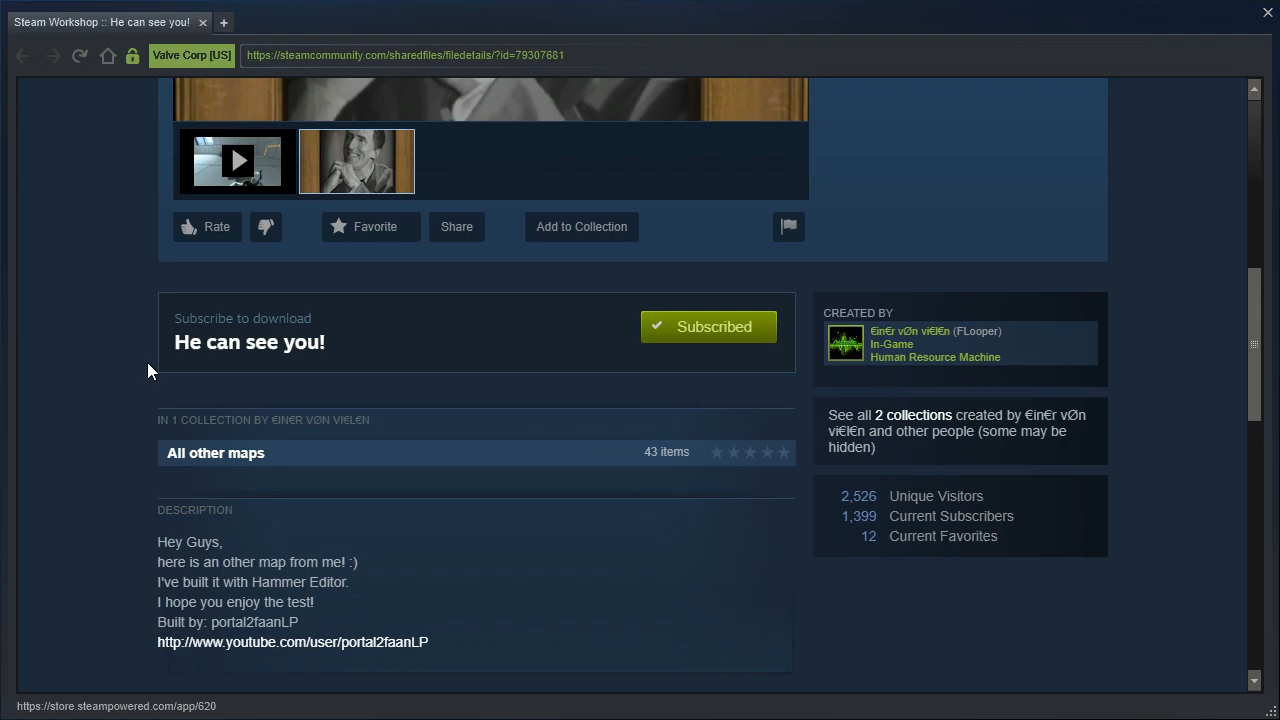 Steam Workshop :: He can see you!
Valve Corp [US]
https://steamcommunity.com/sharedfiles/filedetails/?id=79307681
Rate
Favorite
Share
Add to Collection
Subscribe to download
He can see you!
Subscribed
CREATED BY
€in€r vØn vi€l€n (FLooper)
In-Game
Human Resource Machine
IN 1 COLLECTION BY €IN€R VØN VI€L€N
All other maps
43 items
See all 2 collections created by €in€r vØn
vi€l€n and other people (some may be
hidden)
2,526 Unique Visitors
1,399 Current Subscribers
12 Current Favorites
DESCRIPTION
Hey Guys,
here is an other map from me! :)
I've built it with Hammer Editor.
I hope you enjoy the test!
Built by: portal2faanLP
http://www.youtube.com/user/portal2faanLP
https://store.steampowered.com/app/620